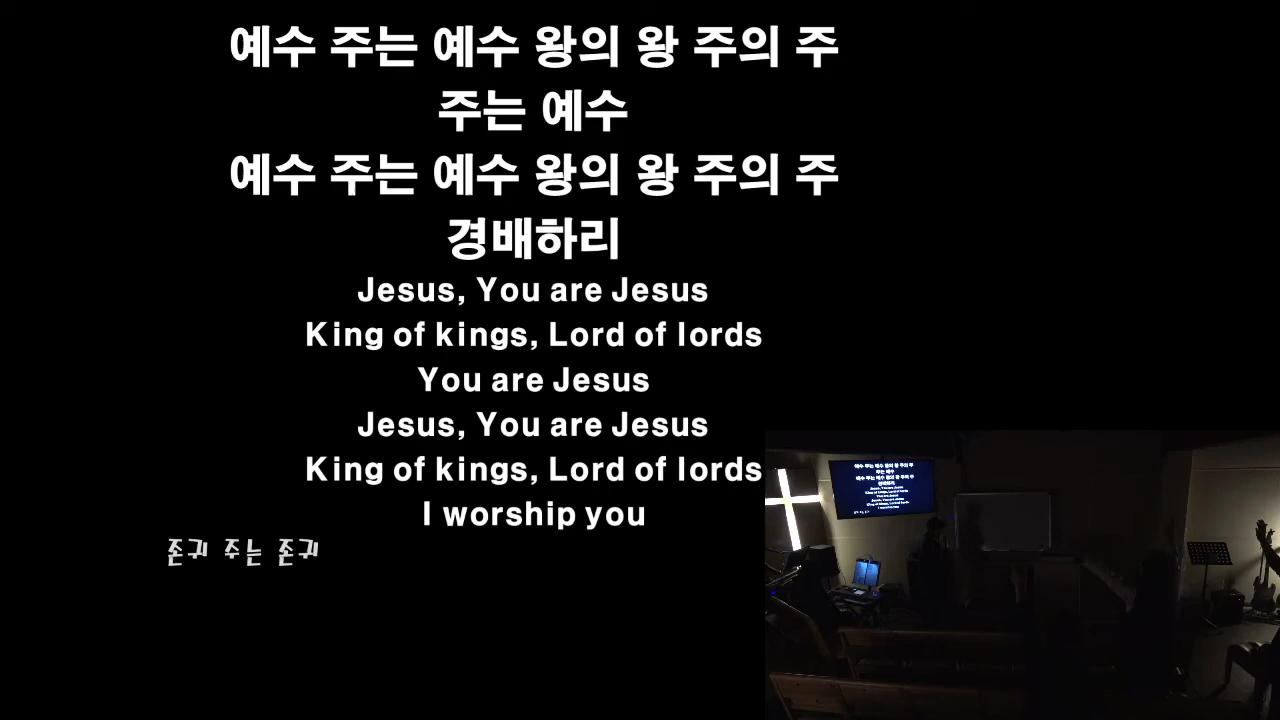 예수 주는 예수 왕의 왕 주의 주
주는 예수
예수 주는 예수 왕의 왕 주의 주
경배하리
Jesus, You are Jesus
King of kings, Lord of lords
You are Jesus
Jesus, You are Jesus
King of kings, Lord of lords
I worship you
존귀 주는 존귀